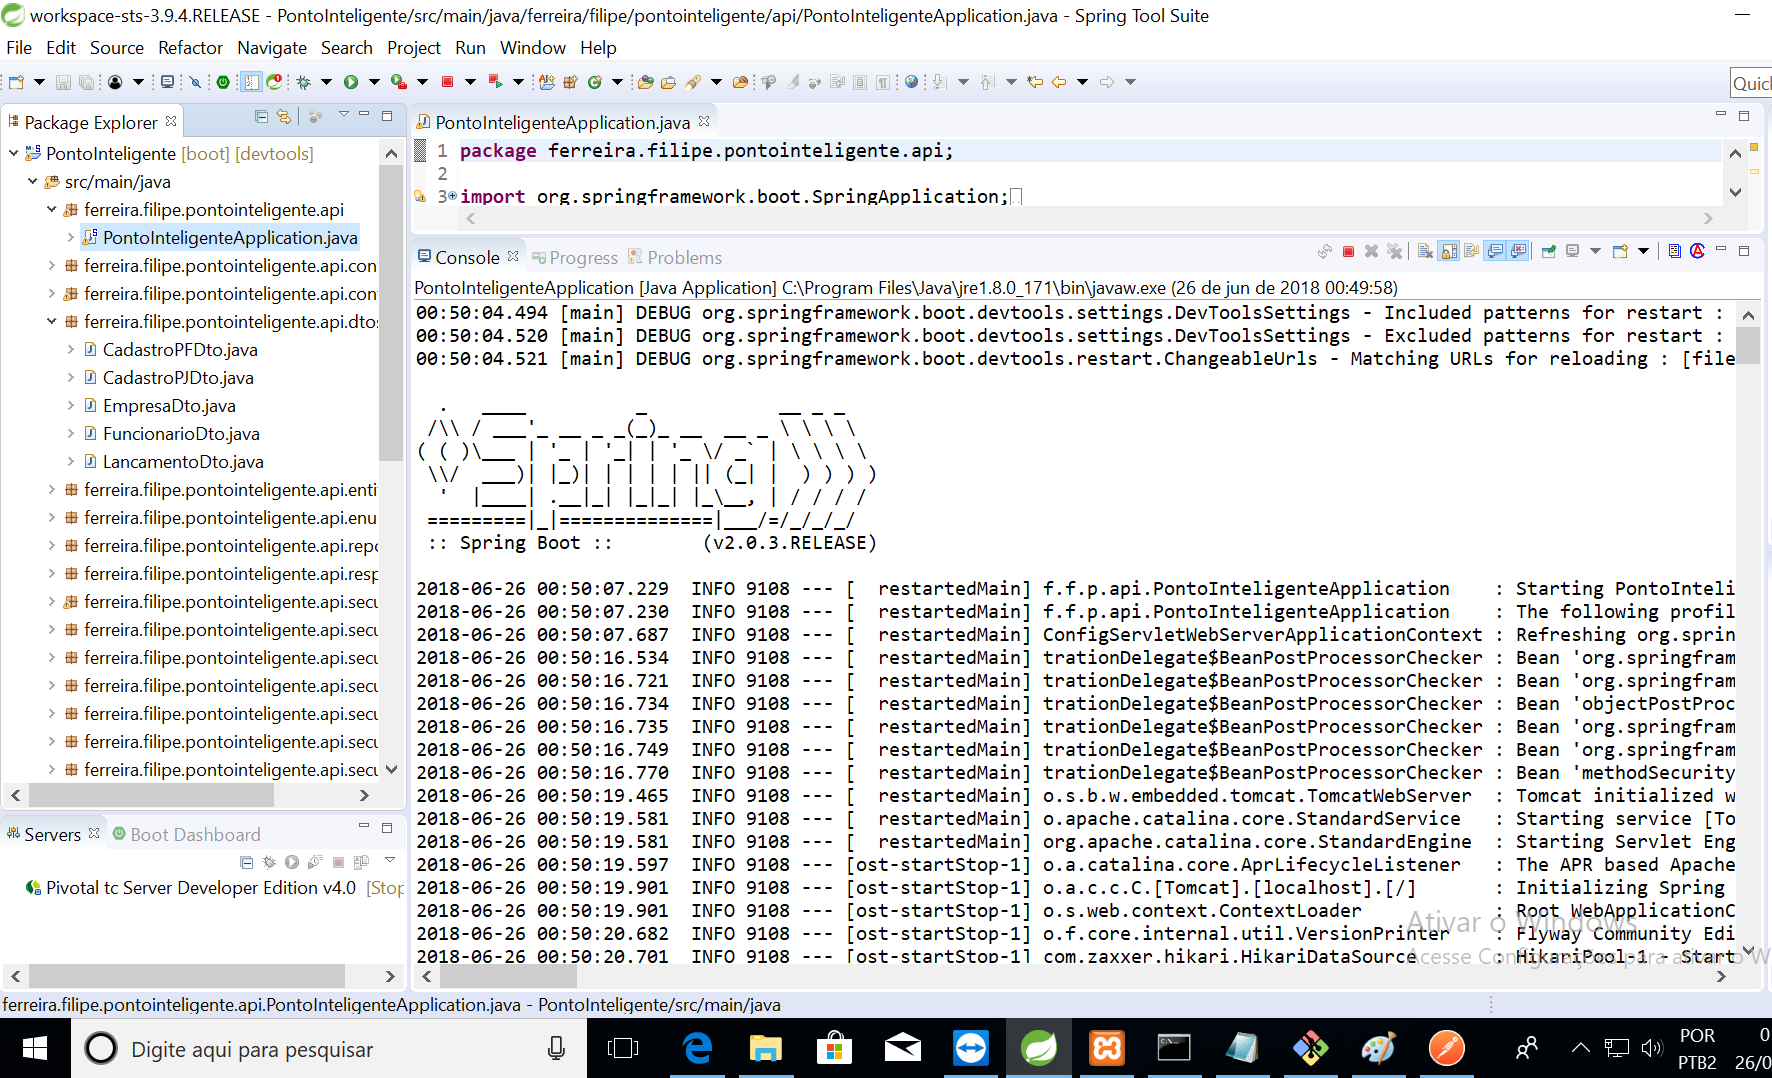 workspace-sts-3.9.4.RELEASE - PontoInteligente/src/main/java/ferreira/filipe/pontointeligente/api/PontoInteligenteApplication.java - Spring Tool Suite
File Edit Source Refactor Navigate Search Project Run Window Help
Quic
Package Explorer
PontoInteligente [boot] [devtools]
src/main/java
ferreira.filipe.pontointeligente.api
PontoInteligenteApplication.java
ferreira.filipe.pontointeligente.api.con
ferreira.filipe.pontointeligente.api.con
ferreira.filipe.pontointeligente.api.dtos
CadastroPFDto.java
CadastroPJDto.java
EmpresaDto.java
FuncionarioDto.java
LancamentoDto.java
ferreira.filipe.pontointeligente.api.enti
ferreira.filipe.pontointeligente.api.enu
ferreira.filipe.pontointeligente.api.repo
ferreira.filipe.pontointeligente.api.resp
ferreira.filipe.pontointeligente.api.secu
ferreira.filipe.pontointeligente.api.secu
ferreira.filipe.pontointeligente.api.secu
ferreira.filipe.pontointeligente.api.secu
ferreira.filipe.pontointeligente.api.secu
ferreira.filipe.pontointeligente.api.secu
ferreira.filipe.pontointeligente.api.secu
Servers Boot Dashboard
Pivotal tc Server Developer Edition v4.0 [Stop
PontoInteligenteApplication.java
1 package ferreira.filipe.pontointeligente.api;
2
3 import org.springframework.boot.SpringApplication;
Console Progress Problems
PontoInteligenteApplication [Java Application] C:\Program Files\Java\jre1.8.0_171\bin\javaw.exe (26 de jun de 2018 00:49:58)
00:50:04.494 [main] DEBUG org.springframework.boot.devtools.settings.DevToolsSettings - Included patterns for restart :
00:50:04.520 [main] DEBUG org.springframework.boot.devtools.settings.DevToolsSettings - Excluded patterns for restart :
00:50:04.521 [main] DEBUG org.springframework.boot.devtools.restart.ChangeableUrls - Matching URLs for reloading : [file
  .   ____          _            __ _ _
 /\\ / ___'_ __ _ _(_)_ __  __ _ \ \ \ \
( ( )\___ | '_ | '_| | '_ \/ _` | \ \ \ \
 \\/  ___)| |_)| | | | | || (_| |  ) ) ) )
  '  |____| .__|_| |_|_| |_\__, | / / / /
 =========|_|==============|___/=/_/_/_/
 :: Spring Boot ::        (v2.0.3.RELEASE)
2018-06-26 00:50:07.229  INFO 9108 --- [  restartedMain] f.f.p.api.PontoInteligenteApplication    : Starting PontoInteli
2018-06-26 00:50:07.230  INFO 9108 --- [  restartedMain] f.f.p.api.PontoInteligenteApplication    : The following profil
2018-06-26 00:50:07.687  INFO 9108 --- [  restartedMain] ConfigServletWebServerApplicationContext : Refreshing org.sprin
2018-06-26 00:50:16.534  INFO 9108 --- [  restartedMain] trationDelegate$BeanPostProcessorChecker : Bean 'org.springfram
2018-06-26 00:50:16.721  INFO 9108 --- [  restartedMain] trationDelegate$BeanPostProcessorChecker : Bean 'org.springfram
2018-06-26 00:50:16.734  INFO 9108 --- [  restartedMain] trationDelegate$BeanPostProcessorChecker : Bean 'objectPostProc
2018-06-26 00:50:16.735  INFO 9108 --- [  restartedMain] trationDelegate$BeanPostProcessorChecker : Bean 'org.springfram
2018-06-26 00:50:16.749  INFO 9108 --- [  restartedMain] trationDelegate$BeanPostProcessorChecker : Bean 'org.springfram
2018-06-26 00:50:16.770  INFO 9108 --- [  restartedMain] trationDelegate$BeanPostProcessorChecker : Bean 'methodSecurity
2018-06-26 00:50:19.465  INFO 9108 --- [  restartedMain] o.s.b.w.embedded.tomcat.TomcatWebServer  : Tomcat initialized w
2018-06-26 00:50:19.581  INFO 9108 --- [  restartedMain] o.apache.catalina.core.StandardService   : Starting service [To
2018-06-26 00:50:19.581  INFO 9108 --- [  restartedMain] org.apache.catalina.core.StandardEngine  : Starting Servlet Eng
2018-06-26 00:50:19.597  INFO 9108 --- [ost-startStop-1] o.a.catalina.core.AprLifecycleListener   : The APR based Apache
2018-06-26 00:50:19.901  INFO 9108 --- [ost-startStop-1] o.a.c.c.C.[Tomcat].[localhost].[/]       : Initializing Spring
2018-06-26 00:50:19.901  INFO 9108 --- [ost-startStop-1] o.s.web.context.ContextLoader            : Root WebApplicationC
2018-06-26 00:50:20.682  INFO 9108 --- [ost-startStop-1] o.f.core.internal.util.VersionPrinter    : Flyway Community Edi
2018-06-26 00:50:20.701  INFO 9108 --- [ost-startStop-1] com.zaxxer.hikari.HikariDataSource       : HikariPool-1 - Start
Ativar o Windows
Acesse Configurações para ativar o W
ferreira.filipe.pontointeligente.api.PontoInteligenteApplication.java - PontoInteligente/src/main/java
Digite aqui para pesquisar
POR
PTB2
0
26/0